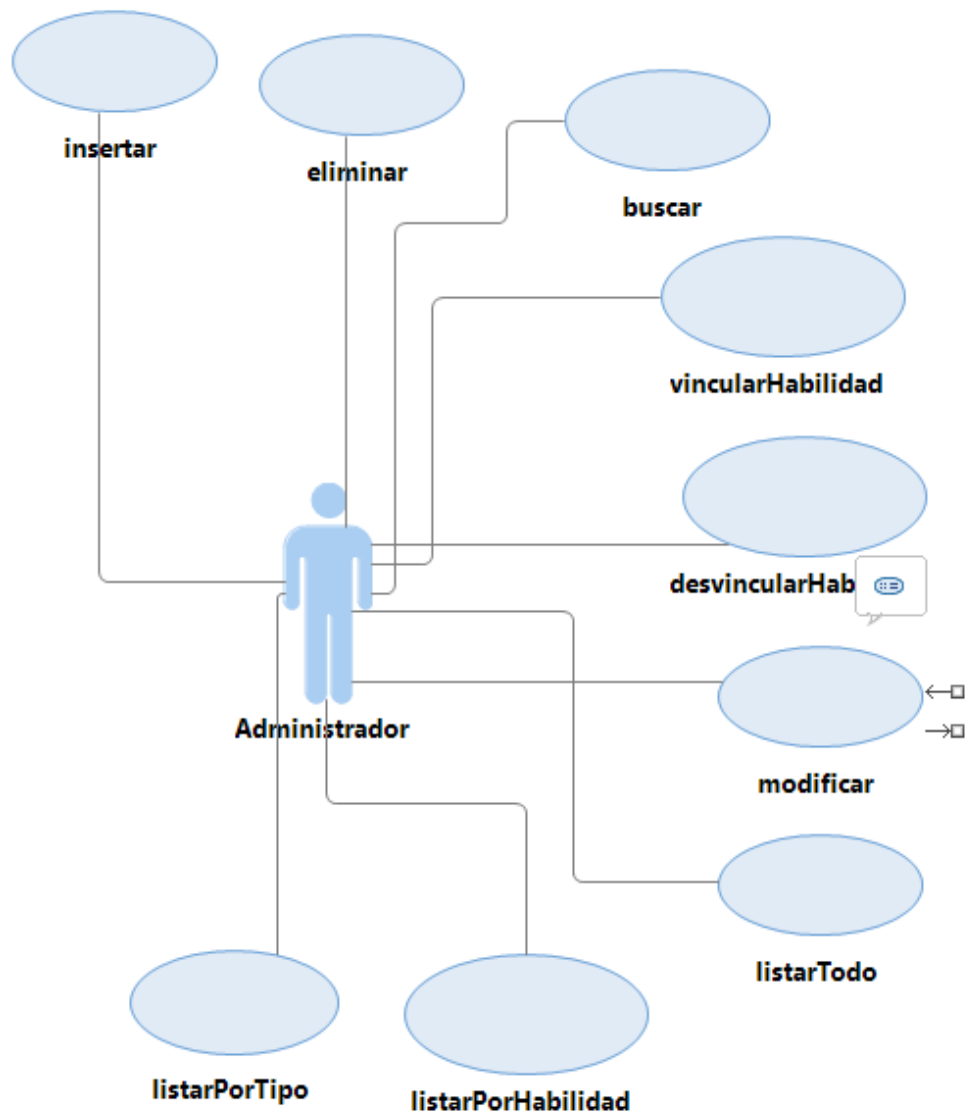 insertar
eliminar
buscar
vincularHabilidad
desvincularHab
modificar
Administrador
listarTodo
listarPorTipo
listarPorHabilidad